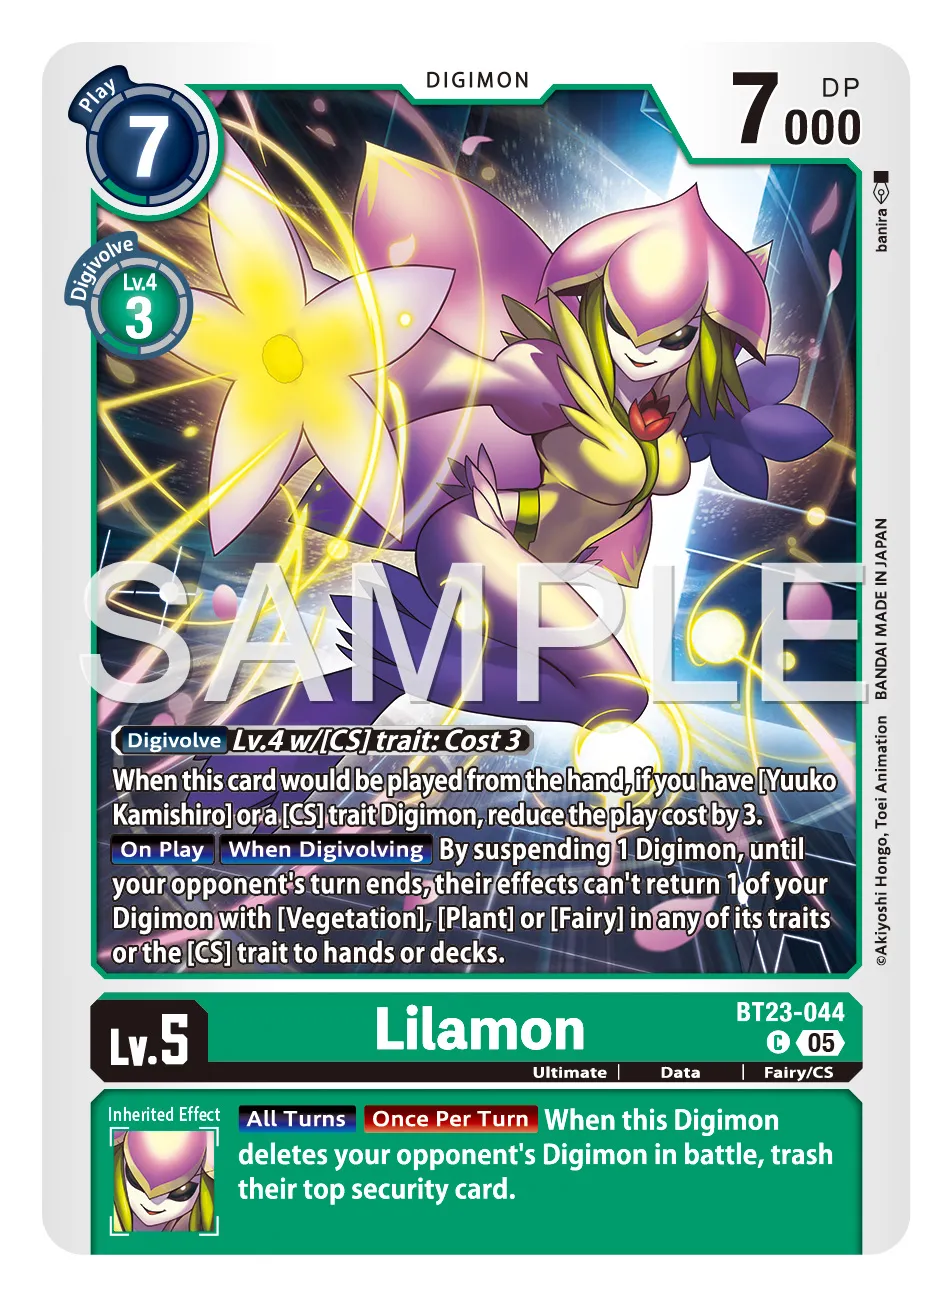 DIGIMON
Play
7
7000
DP
Digivolve
Lv.4
3
banira
SAMPLE
BANDAI MADE IN JAPAN
©Akiyoshi Hongo, Toei Animation
Digivolve Lv.4 w/[CS] trait: Cost 3
When this card would be played from the hand, if you have [Yuuko
Kamishiro] or a [CS] trait Digimon, reduce the play cost by 3.
On Play When Digivolving By suspending 1 Digimon, until
your opponent's turn ends, their effects can't return 1 of your
Digimon with [Vegetation], [Plant] or [Fairy] in any of its traits
or the [CS] trait to hands or decks.
Lv.5
Lilamon
BT23-044
C 05
Ultimate | Data | Fairy/CS
Inherited Effect
All Turns Once Per Turn When this Digimon
deletes your opponent's Digimon in battle, trash
their top security card.